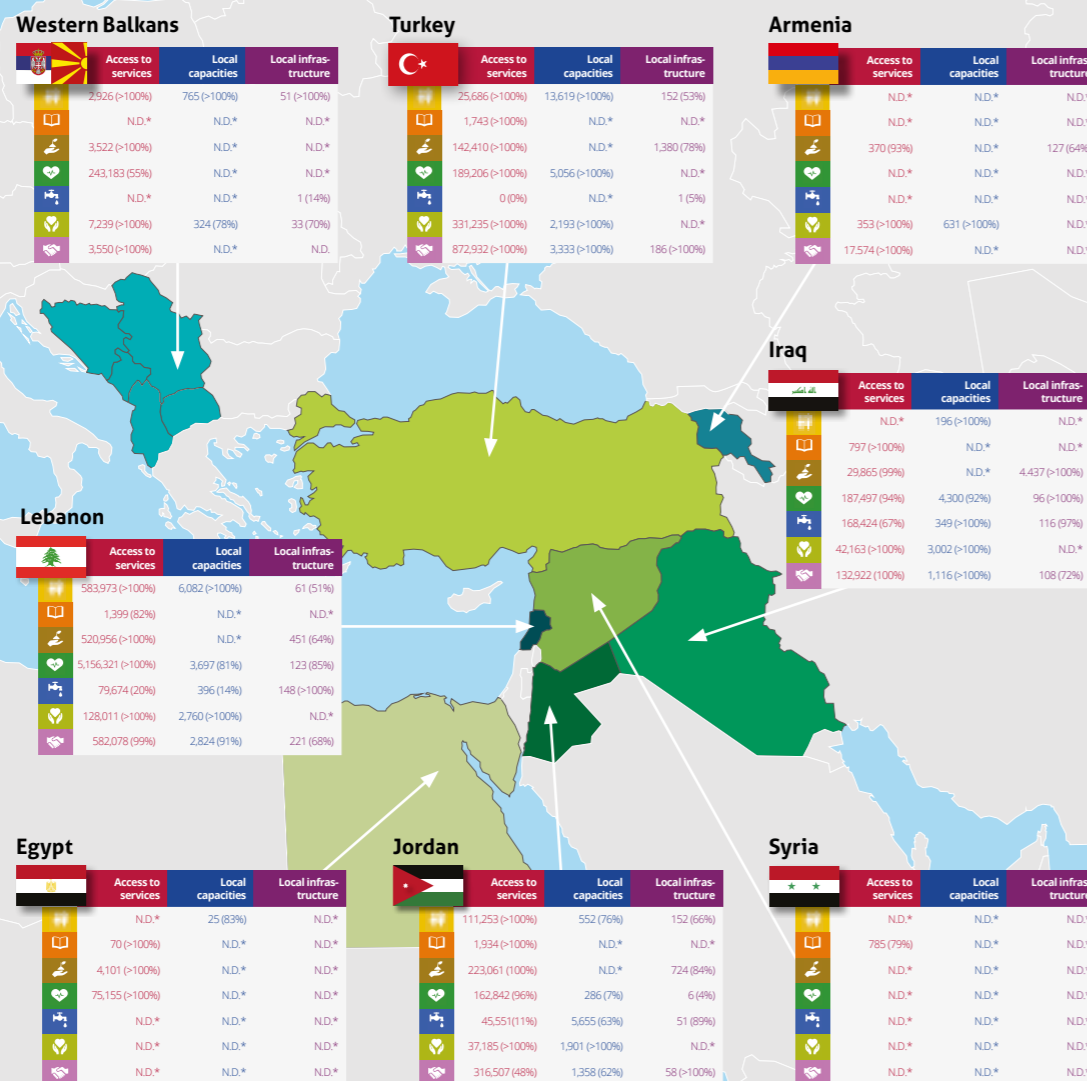 Western Balkans
Access to services Local capacities Local infras-tructure
2,926 (>100%) 765 (>100%) 51 (>100%)
N.D.* N.D.* N.D.*
3,522 (>100%) N.D.* N.D.*
243,183 (55%) N.D.* N.D.*
N.D.* N.D.* 1 (14%)
7,239 (>100%) 324 (78%) 33 (70%)
3,550 (>100%) N.D.* N.D.
Turkey
Access to services Local capacities Local infras-tructure
25,686 (>100%) 13,619 (>100%) 152 (53%)
1,743 (>100%) N.D.* N.D.*
142,410 (>100%) N.D.* 1,380 (78%)
189,206 (>100%) 5,056 (>100%) N.D.*
0 (0%) N.D.* 1 (5%)
331,235 (>100%) 2,193 (>100%) N.D.*
872,932 (>100%) 3,333 (>100%) 186 (>100%)
Armenia
Access to services Local capacities Local infras-tructure
N.D.* N.D.* N.D.*
N.D.* N.D.* N.D.*
370 (93%) N.D.* 127 (64%
N.D.* N.D.* N.D.*
N.D.* N.D.* N.D.*
353 (>100%) 631 (>100%) N.D.*
17.574 (>100%) N.D.* N.D.*
Iraq
Access to services Local capacities Local infras-tructure
N.D.* 196 (>100%) N.D.*
797 (>100%) N.D.* N.D.*
29,865 (99%) N.D.* 4.437 (>100%)
187,497 (94%) 4,300 (92%) 96 (>100%)
168,424 (67%) 349 (>100%) 116 (97%)
42,163 (>100%) 3,002 (>100%) N.D.*
132,922 (100%) 1,116 (>100%) 108 (72%)
Lebanon
Access to services Local capacities Local infras-tructure
583,973 (>100%) 6,082 (>100%) 61 (51%)
1,399 (82%) N.D.* N.D.*
520,956 (>100%) N.D.* 451 (64%)
5,156,321 (>100%) 3,697 (81%) 123 (85%)
79,674 (20%) 396 (14%) 148 (>100%)
128,011 (>100%) 2,760 (>100%) N.D.*
582,078 (99%) 2,824 (91%) 221 (68%)
Egypt
Access to services Local capacities Local infras-tructure
N.D.* 25 (83%) N.D.*
70 (>100%) N.D.* N.D.*
4,101 (>100%) N.D.* N.D.*
75,155 (>100%) N.D.* N.D.*
N.D.* N.D.* N.D.*
N.D.* N.D.* N.D.*
N.D.* N.D.* N.D.*
Jordan
Access to services Local capacities Local infras-tructure
111,253 (>100%) 552 (76%) 152 (66%)
1,934 (>100%) N.D.* N.D.*
223,061 (100%) N.D.* 724 (84%)
162,842 (96%) 286 (7%) 6 (4%)
45,551(11%) 5,655 (63%) 51 (89%)
37,185 (>100%) 1,901 (>100%) N.D.*
316,507 (48%) 1,358 (62%) 58 (>100%)
Syria
Access to services Local capacities Local infras-tructure
N.D.* N.D.* N.D.
785 (79%) N.D.* N.D.
N.D.* N.D.* N.D.
N.D.* N.D.* N.D.
N.D.* N.D.* N.D.
N.D.* N.D.* N.D.
N.D.* N.D.* N.D.